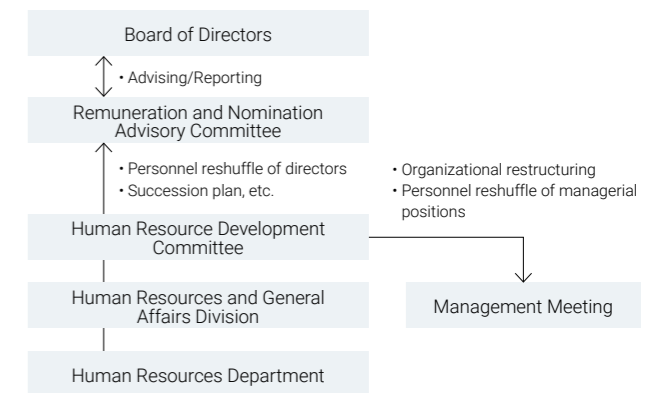 Board of Directors
• Advising/Reporting
Remuneration and Nomination
Advisory Committee
• Personnel reshuffle of directors
• Succession plan, etc.
• Organizational restructuring
• Personnel reshuffle of managerial
positions
Human Resource Development
Committee
Human Resources and General
Affairs Division
Management Meeting
Human Resources Department